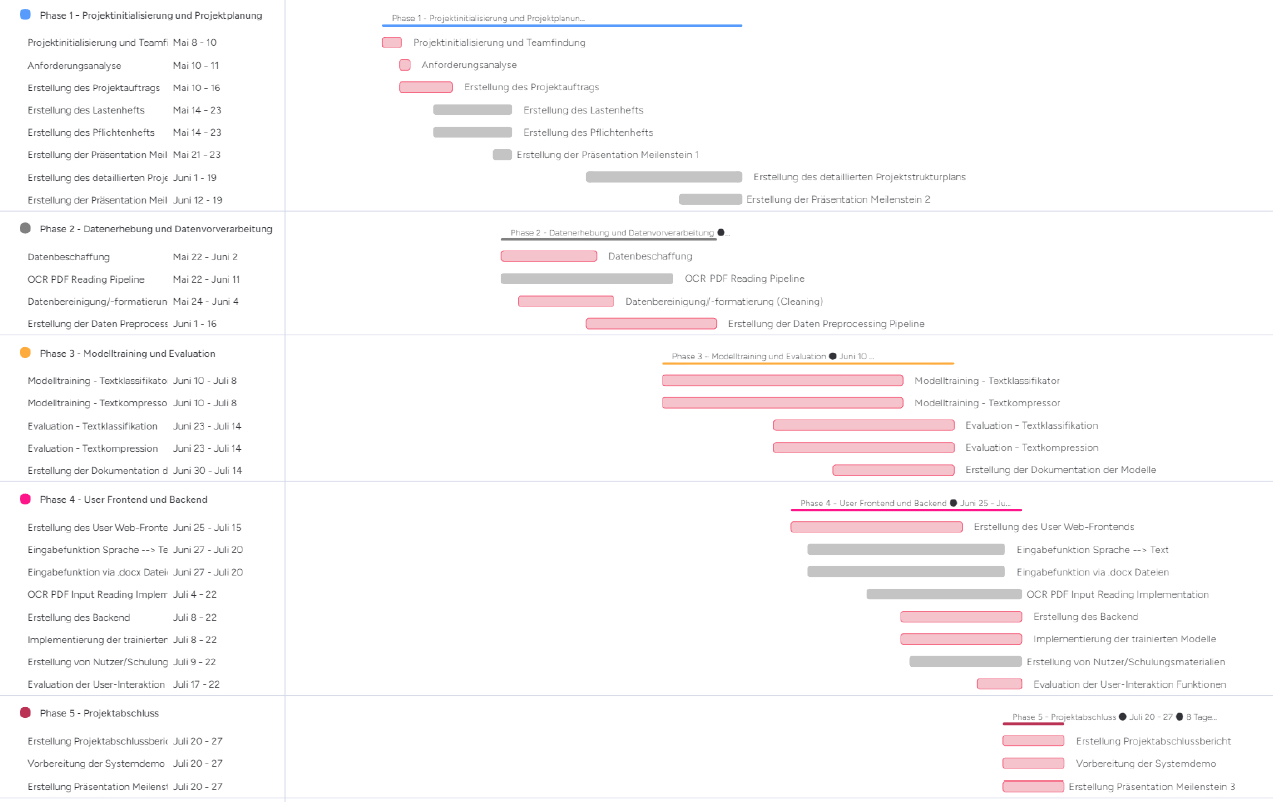 Phase 1 - Projektinitialisierung und Projektplanung
Phase 1 - Projektinitialisierung und Projektplanun...
Projektinitialisierung und Teamfi Mai 8 - 10
Projektinitialisierung und Teamfindung
Anforderungsanalyse Mai 10 - 11
Anforderungsanalyse
Erstellung des Projektauftrags Mai 10 - 16
Erstellung des Projektauftrags
Erstellung des Lastenhefts Mai 14 - 23
Erstellung des Lastenhefts
Erstellung des Pflichtenhefts Mai 14 - 23
Erstellung des Pflichtenhefts
Erstellung der Präsentation Meil Mai 21 - 23
Erstellung der Präsentation Meilenstein 1
Erstellung des detaillierten Proje Juni 1 - 19
Erstellung des detaillierten Projektstrukturplans
Erstellung der Präsentation Meil Juni 12 - 19
Erstellung der Präsentation Meilenstein 2
Phase 2 - Datenerhebung und Datenvorverarbeitung
Phase 2 - Datenerhebung und Datenvorverarbeitung ● ...
Datenbeschaffung Mai 22 - Juni 2
Datenbeschaffung
OCR PDF Reading Pipeline Mai 22 - Juni 11
OCR PDF Reading Pipeline
Datenbereinigung/-formatierun Mai 24 - Juni 4
Datenbereinigung/-formatierung (Cleaning)
Erstellung der Daten Preprocess Juni 1 - 16
Erstellung der Daten Preprocessing Pipeline
Phase 3 - Modelltraining und Evaluation
Phase 3 - Modelltraining und Evaluation ● Juni 10 ...
Modelltraining - Textklassifikato Juni 10 - Juli 8
Modelltraining - Textklassifikator
Modelltraining - Textkompresso Juni 10 - Juli 8
Modelltraining - Textkompressor
Evaluation - Textklassifikation Juni 23 - Juli 14
Evaluation - Textklassifikation
Evaluation - Textkompression Juni 23 - Juli 14
Evaluation - Textkompression
Erstellung der Dokumentation d Juni 30 - Juli 14
Erstellung der Dokumentation der Modelle
Phase 4 - User Frontend und Backend
Phase 4 - User Frontend und Backend ● Juni 25 - Ju...
Erstellung des User Web-Fronte Juni 25 - Juli 15
Erstellung des User Web-Frontends
Eingabefunktion Sprache --> Te Juni 27 - Juli 20
Eingabefunktion Sprache --> Text
Eingabefunktion via .docx Datei Juni 27 - Juli 20
Eingabefunktion via .docx Dateien
OCR PDF Input Reading Implem Juli 4 - 22
OCR PDF Input Reading Implementation
Erstellung des Backend Juli 8 - 22
Erstellung des Backend
Implementierung der trainierten Juli 8 - 22
Implementierung der trainierten Modelle
Erstellung von Nutzer/Schulung Juli 9 - 22
Erstellung von Nutzer/Schulungsmaterialien
Evaluation der User-Interaktion Juli 17 - 22
Evaluation der User-Interaktion Funktionen
Phase 5 - Projektabschluss
Phase 5 - Projektabschluss ● Juli 20 - 27 ● 8 Tage...
Erstellung Projektabschlussberic Juli 20 - 27
Erstellung Projektabschlussbericht
Vorbereitung der Systemdemo Juli 20 - 27
Vorbereitung der Systemdemo
Erstellung Präsentation Meilenst Juli 20 - 27
Erstellung Präsentation Meilenstein 3